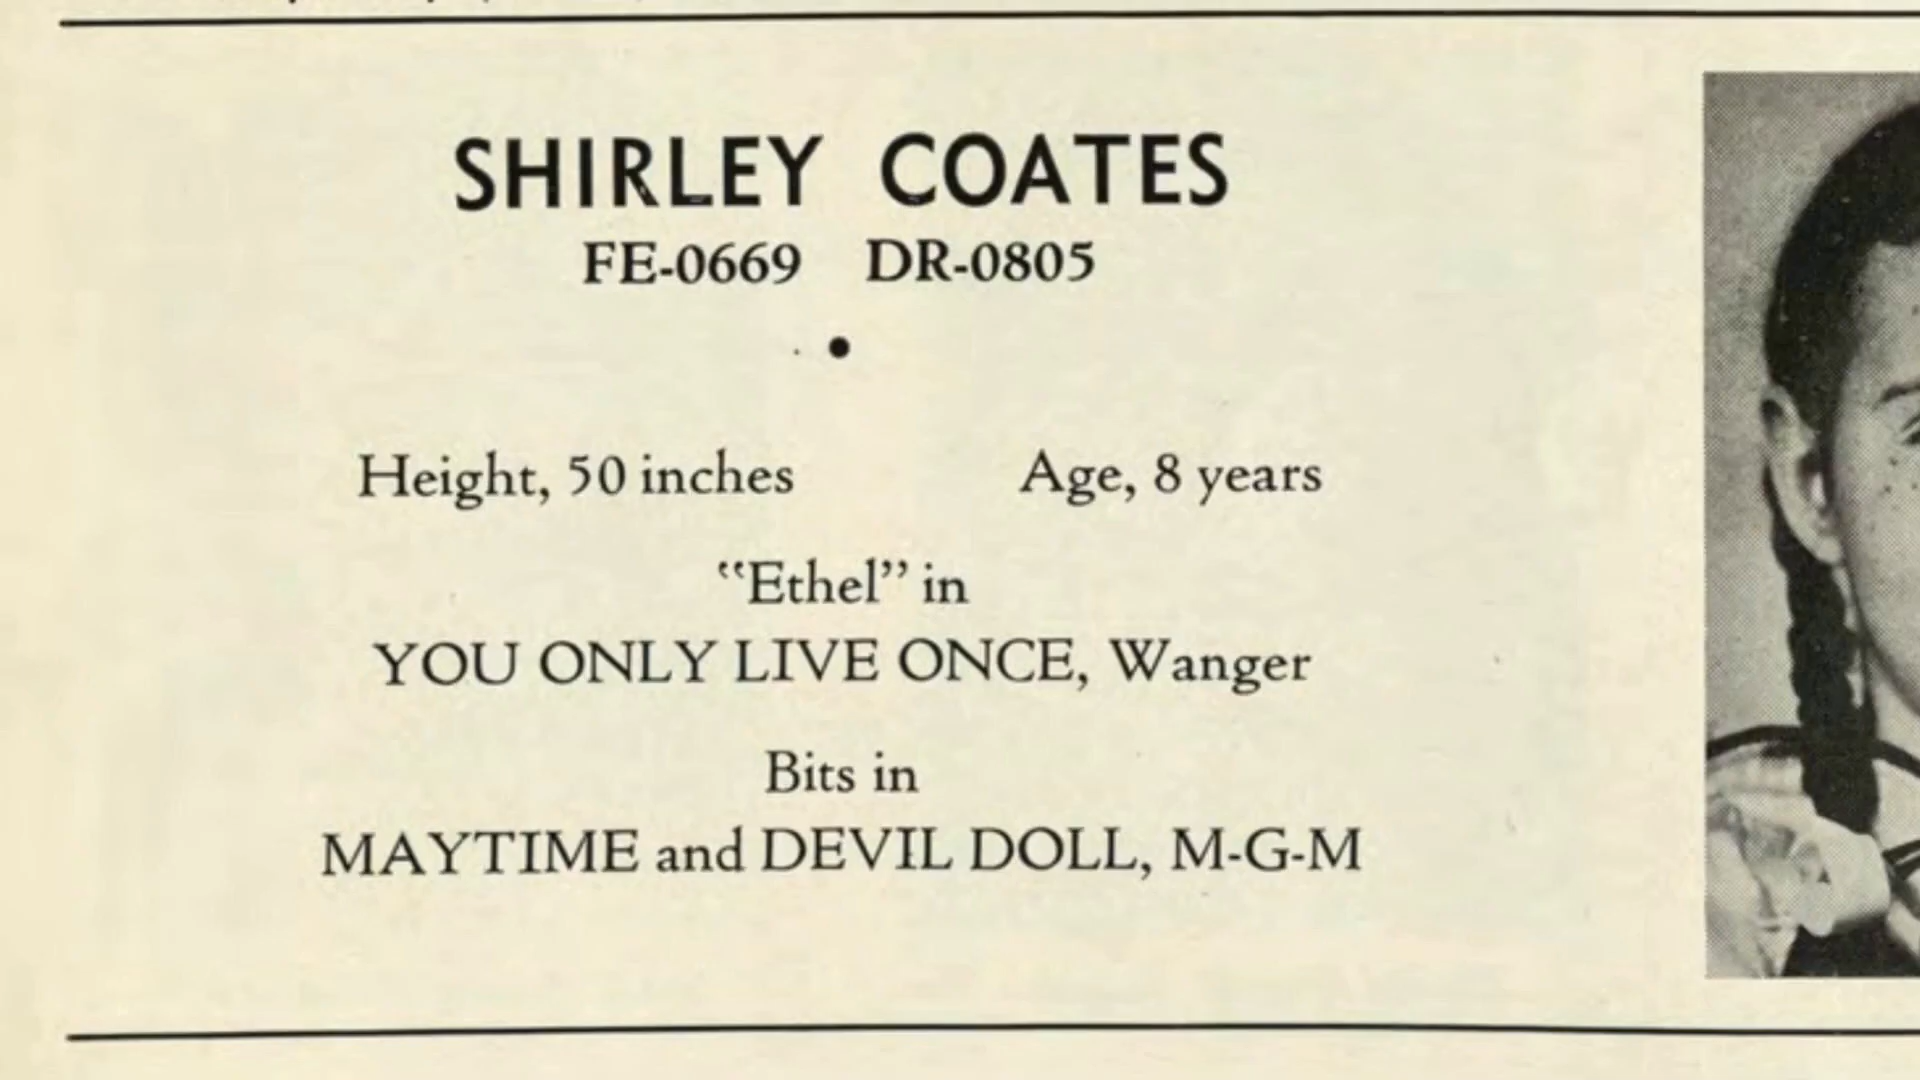 SHIRLEY COATES
FE-0669 DR-0805
Height, 50 inches Age, 8 years
"Ethel" in
YOU ONLY LIVE ONCE, Wanger
Bits in
MAYTIME and DEVIL DOLL, M-G-M